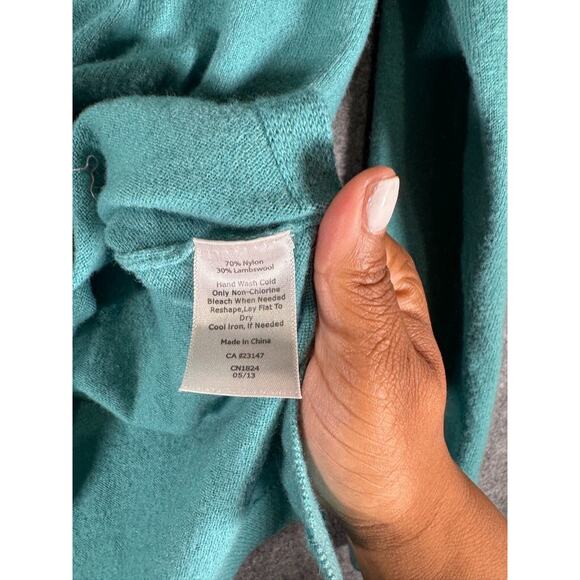 70% Nylon
30% Lambswool
Hand Wash Cold
Only Non-Chlorine
Bleach When Needed
Reshape,Lay Flat To
Dry
Cool Iron, If Needed
Made in China
CA #23147
CN1824
05/13